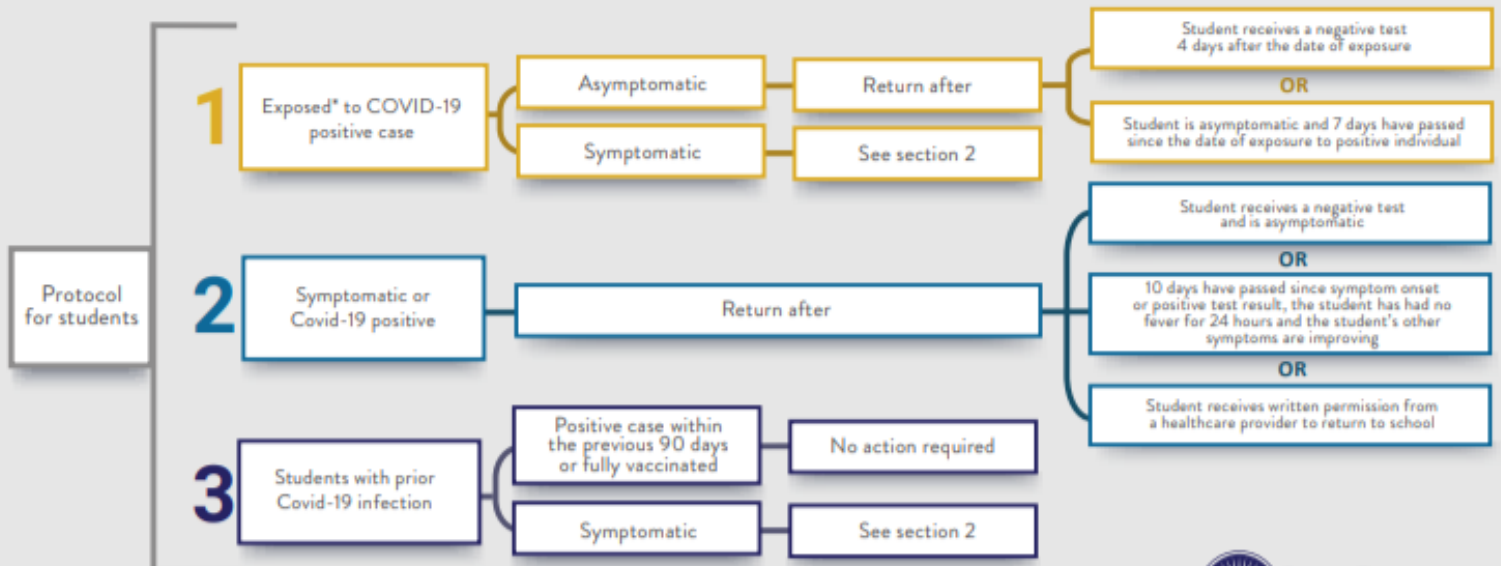 Protocol
for students
1
Exposed* to COVID-19
positive case
Asymptomatic
Return after
Student receives a negative test
4 days after the date of exposure
OR
Student is asymptomatic and 7 days have passed
since the date of exposure to positive individual
Symptomatic
See section 2
2
Symptomatic or
Covid-19 positive
Return after
Student receives a negative test
and is asymptomatic
OR
10 days have passed since symptom onset
or positive test result, the student has had no
fever for 24 hours and the student's other
symptoms are improving
OR
Student receives written permission from
a healthcare provider to return to school
3
Students with prior
Covid-19 infection
Positive case within
the previous 90 days
or fully vaccinated
No action required
Symptomatic
See section 2